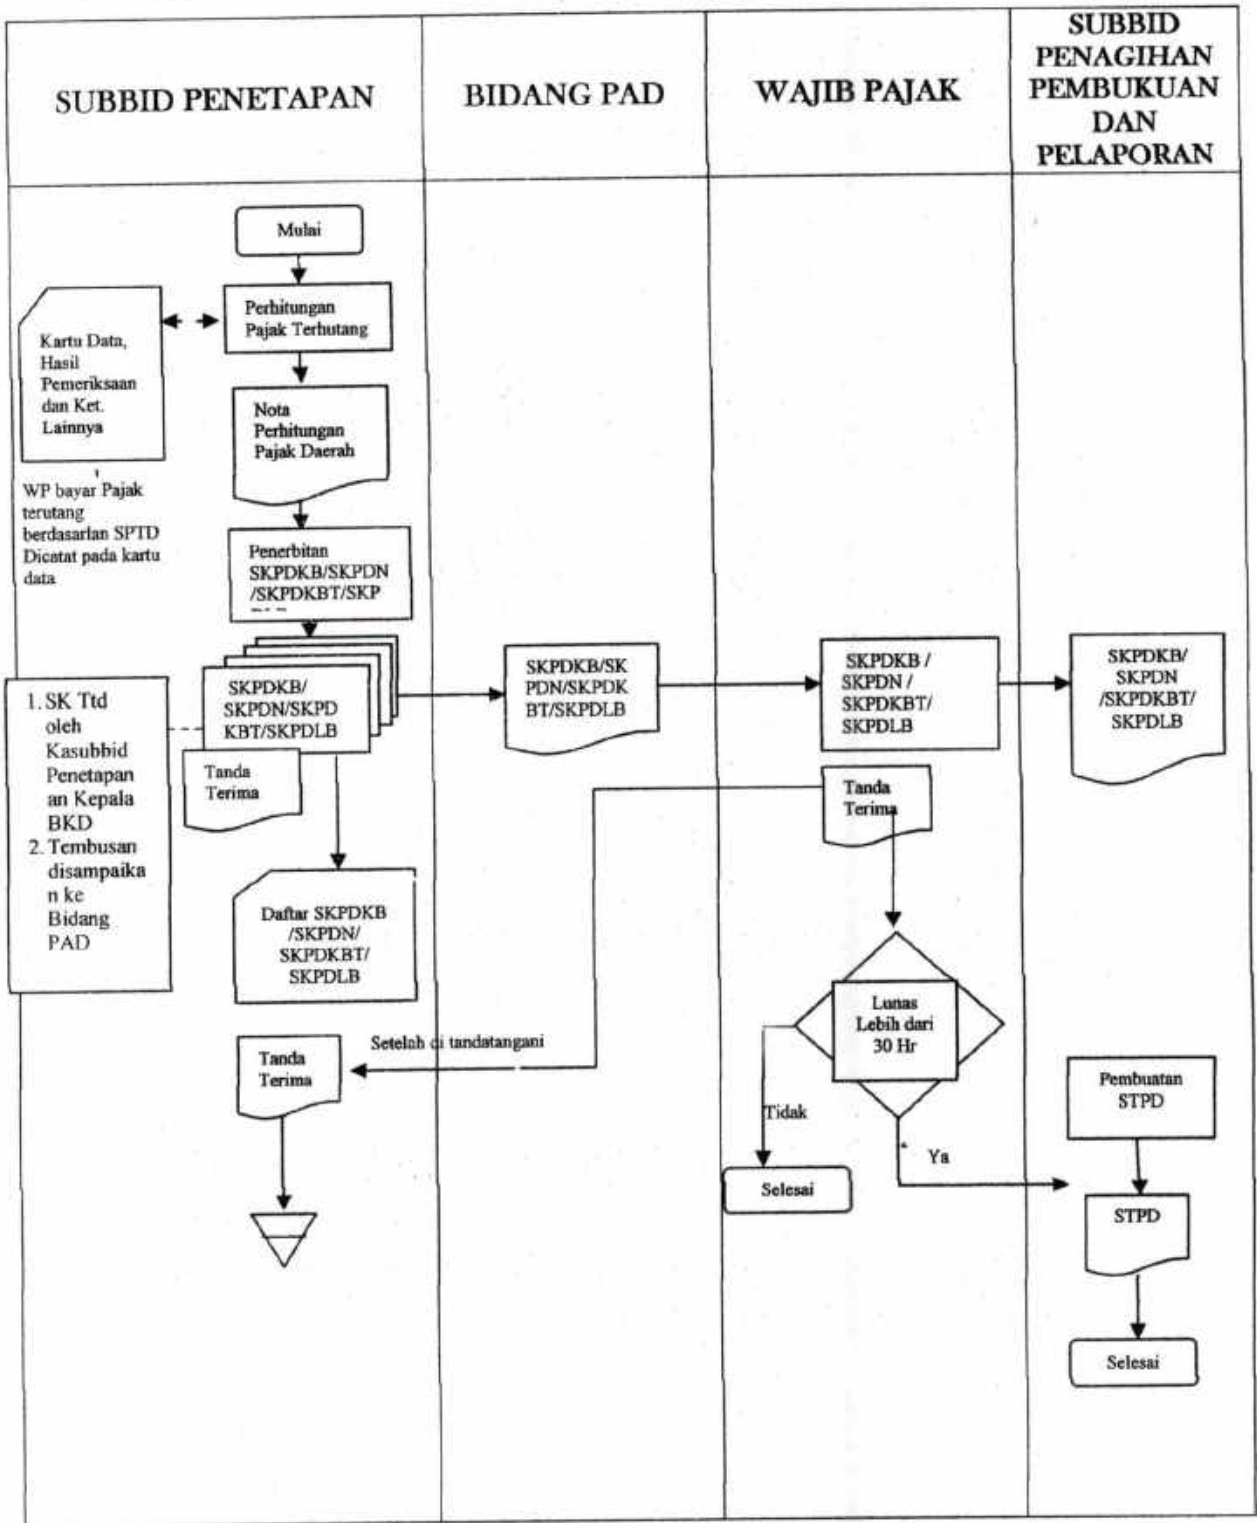 SUBBID PENETAPAN
BIDANG PAD
WAJIB PAJAK
SUBBID
PENAGIHAN
PEMBUKUAN
DAN
PELAPORAN
Mulai
Perhitungan
Pajak Terhutang
Kartu Data,
Hasil
Pemeriksaan
dan Ket.
Lainnya
Nota
Perhitungan
Pajak Daerah
WP bayar Pajak
terutang
berdasarlan SPTD
Dicatat pada kartu
data
Penerbitan
SKPDKB/SKPDN
/SKPDKBT/SKP
SKPDKB/
SKPDN/SKPD
KBT/SKPDLB
Tanda
Terima
1. SK Ttd
oleh
Kasubbid
Penetapan
an Kepala
BKD
2. Tembusan
disampaika
n ke
Bidang
PAD
Daftar SKPDKB
/SKPDN/
SKPDKBT/
SKPDLB
Tanda
Terima
SKPDKB/SK
PDN/SKPDK
BT/SKPDLB
Setelah di tandatangani
SKPDKB /
SKPDN /
SKPDKBT/
SKPDLB
Tanda
Terima
Lunas
Lebih dari
30 Hr
Tidak
Ya
Selesai
SKPDKB/
SKPDN
/SKPDKBT/
SKPDLB
Pembuatan
STPD
STPD
Selesai